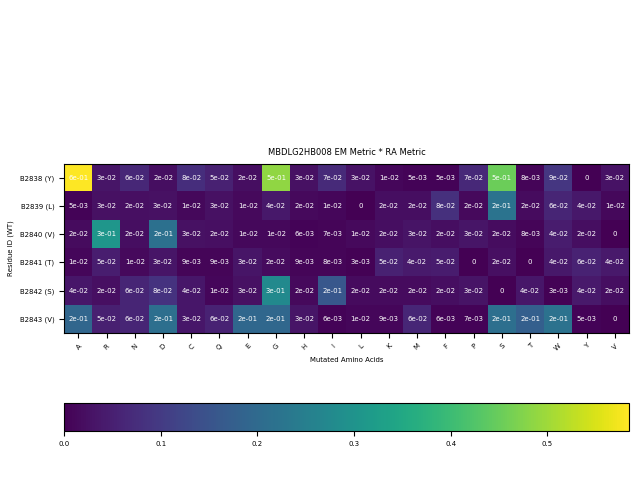 MBDLG2HB008 EM Metric * RA Metric
B2838 (Y) 6e-01 3e-02 6e-02 2e-02 8e-02 5e-02 2e-02 5e-01 3e-02 7e-02 3e-02 1e-02 5e-03 5e-03 7e-02 5e-01 8e-03 9e-02 0 3e-02
B2839 (L) 5e-03 3e-02 2e-02 3e-02 1e-02 3e-02 1e-02 4e-02 2e-02 1e-02 0 2e-02 2e-02 8e-02 2e-02 2e-01 2e-02 6e-02 4e-02 1e-02
B2840 (V) 2e-02 3e-01 2e-02 2e-01 3e-02 2e-02 1e-02 1e-02 6e-03 7e-03 1e-02 2e-02 3e-02 2e-02 3e-02 2e-02 8e-03 4e-02 2e-02 0
B2841 (T) 1e-02 5e-02 1e-02 3e-02 9e-03 9e-03 3e-02 2e-02 9e-03 8e-03 3e-03 5e-02 4e-02 5e-02 0 2e-02 0 4e-02 6e-02 4e-02
B2842 (S) 4e-02 2e-02 6e-02 8e-02 4e-02 1e-02 3e-02 3e-01 2e-02 2e-01 2e-02 2e-02 2e-02 2e-02 3e-02 0 4e-02 3e-03 4e-02 2e-02
B2843 (V) 2e-01 5e-02 6e-02 2e-01 3e-02 6e-02 2e-01 2e-01 3e-02 6e-03 1e-02 9e-03 6e-02 6e-03 7e-03 2e-01 2e-01 2e-01 5e-03 0
Residue ID (WT)
A R N D C Q E G H I L K M F P S T W Y V
Mutated Amino Acids
0.0 0.1 0.2 0.3 0.4 0.5